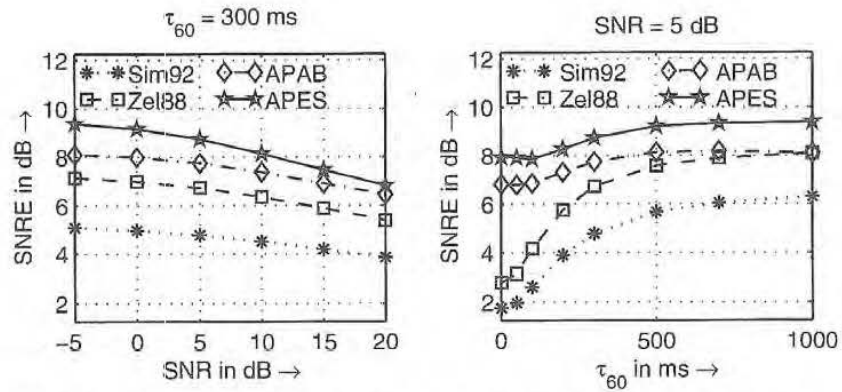 τ60 = 300 ms
12
10
8
6
4
2
SNRE in dB →
Sim92
APAB
Zel88
APES
−5
0
5
10
15
20
SNR in dB →
SNR = 5 dB
12
10
8
6
4
2
SNRE in dB →
Sim92
APAB
Zel88
APES
0
500
1000
τ60 in ms →